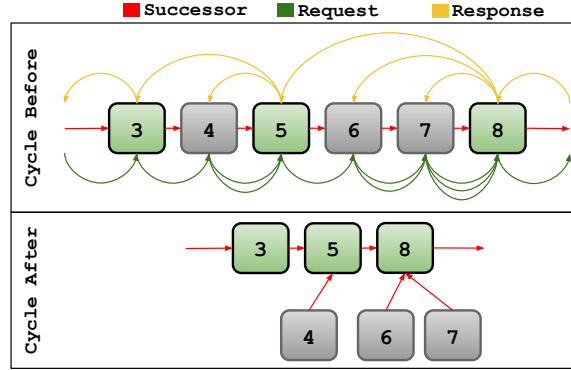 Successor Request Response
Cycle Before
3 4 5 6 7 8
Cycle After
3 5 8
4 6 7